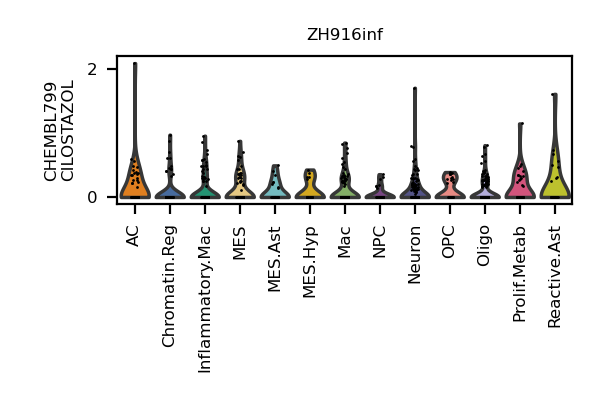 ZH916inf
CHEMBL799
CILOSTAZOL
2
0
AC
Chromatin.Reg
Inflammatory.Mac
MES
MES.Ast
MES.Hyp
Mac
NPC
Neuron
OPC
Oligo
Prolif.Metab
Reactive.Ast